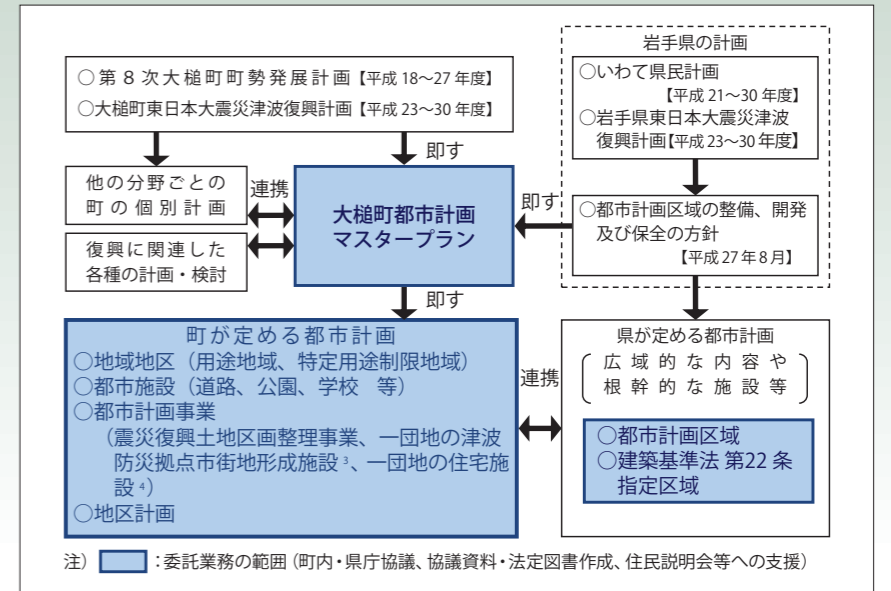 ○第8次大槌町町勢発展計画【平成18～27年度】
○大槌町東日本大震災津波復興計画【平成23～30年度】
岩手県の計画
○いわて県民計画
【平成21～30年度】
○岩手県東日本大震災津波
復興計画【平成23～30年度】
即す
他の分野ごとの
町の個別計画
連携
大槌町都市計画
マスタープラン
即す
○都市計画区域の整備、開発
及び保全の方針
【平成27年8月】
復興に関連した
各種の計画・検討
即す
町が定める都市計画
○地域地区（用途地域、特定用途制限地域）
○都市施設（道路、公園、学校　等）
○都市計画事業
（震災復興土地区画整理事業、一団地の津波
防災拠点市街地形成施設³、一団地の住宅施
設⁴）
○地区計画
連携
県が定める都市計画
（広域的な内容や
根幹的な施設等）
○都市計画区域
○建築基準法 第22条
指定区域
注）　　：委託業務の範囲（町内・県庁協議、協議資料・法定図書作成、住民説明会等への支援）